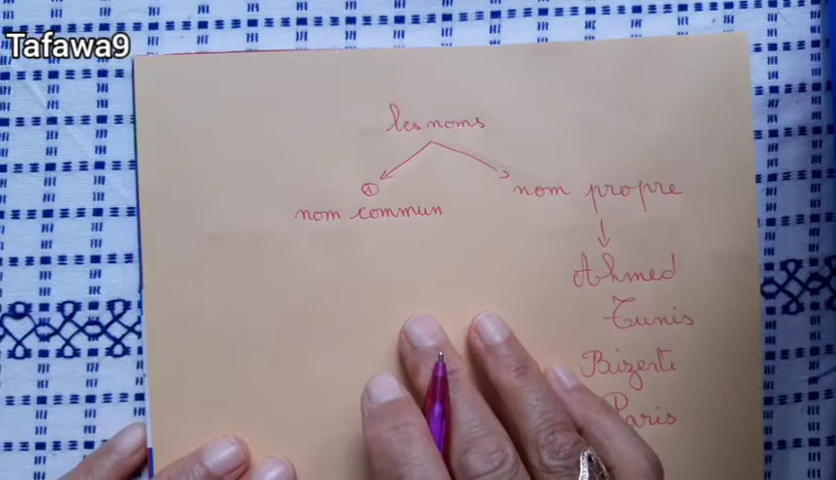 Tafawa9
les noms
1
nom commun
nom propre
Ahmed
Tunis
Bizerte
Paris